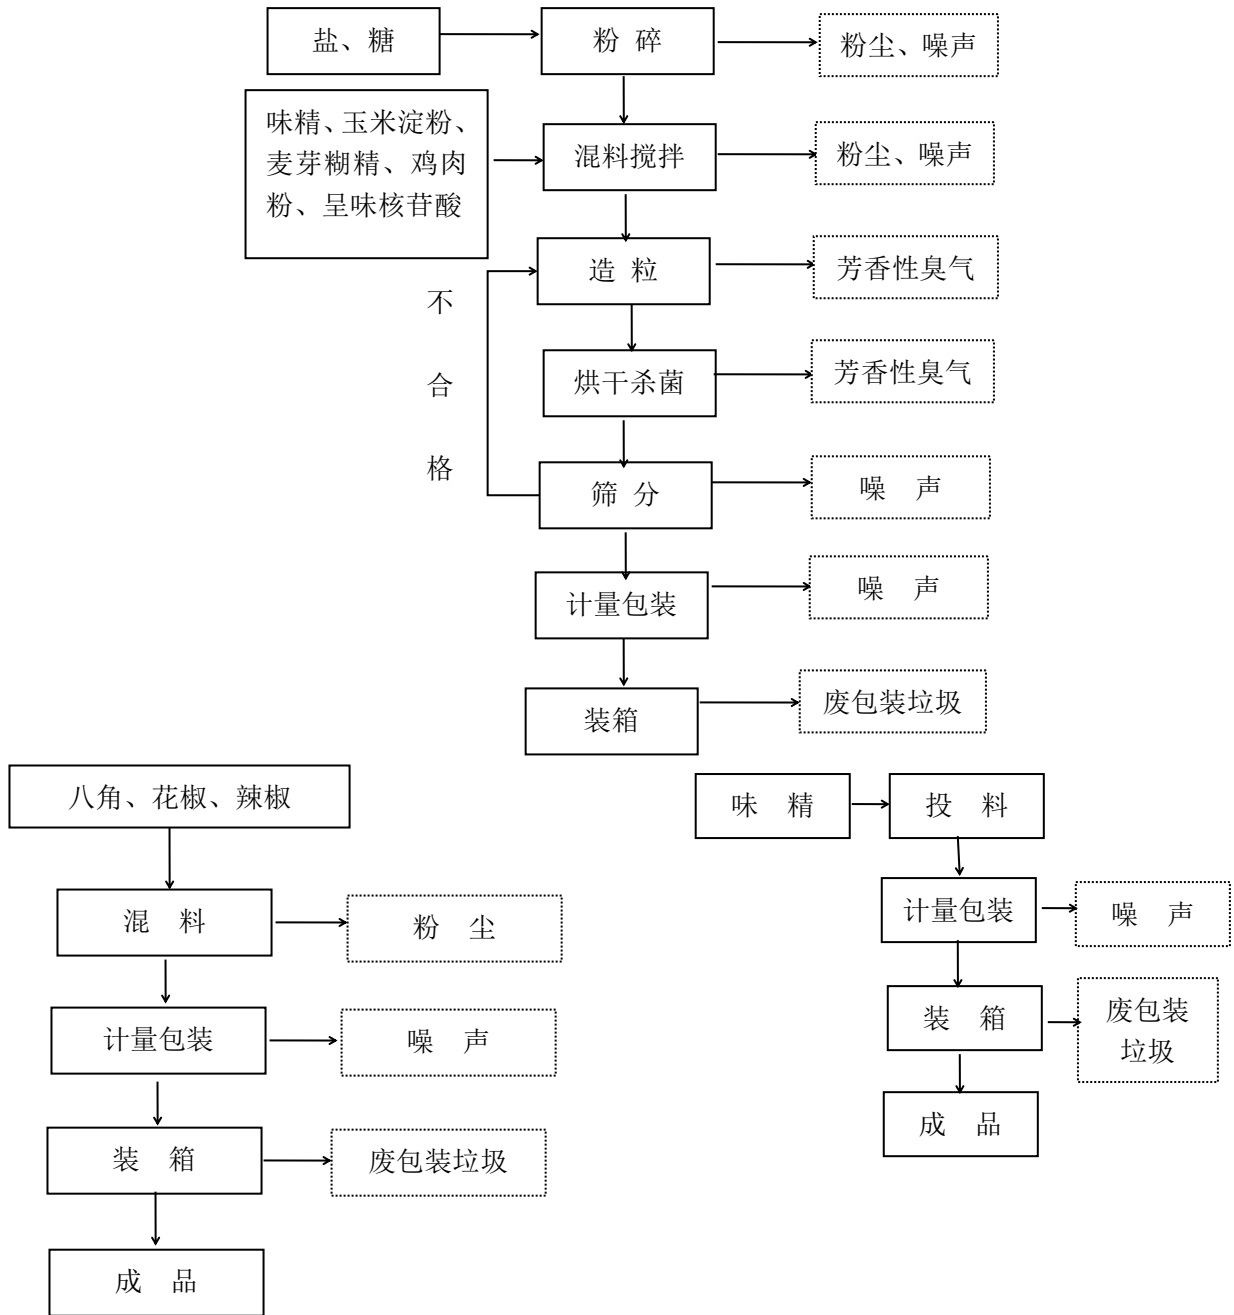 盐、糖
粉 碎
粉尘、噪声
味精、玉米淀粉、
麦芽糊精、鸡肉
粉、呈味核苷酸
混料搅拌
粉尘、噪声
造 粒
芳香性臭气
不
合
格
烘干杀菌
芳香性臭气
筛 分
噪 声
计量包装
噪 声
装箱
废包装垃圾
八角、花椒、辣椒
混 料
粉 尘
计量包装
噪 声
装 箱
废包装垃圾
成 品
味 精
投 料
计量包装
噪 声
装 箱
废包装
垃圾
成 品